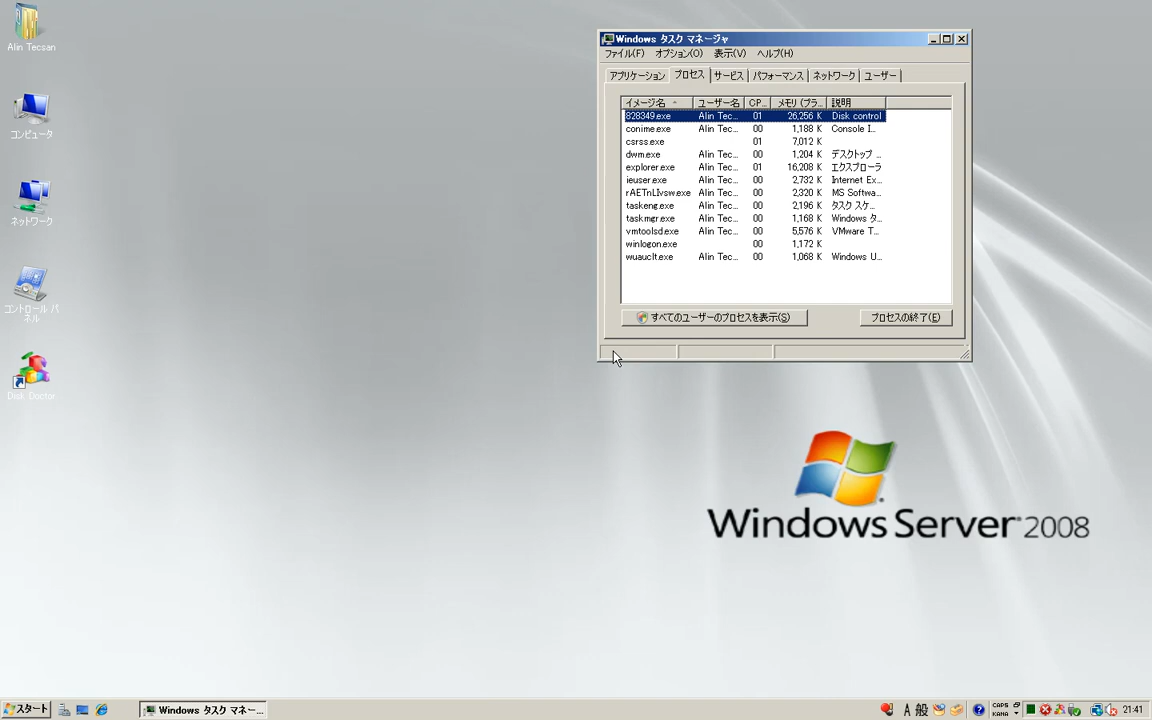 Alin Tecsan
コンピュータ
ネットワーク
コントロール パ
ネル
Disk Doctor
Windows タスク マネージャ
ファイル(F) オプション(O) 表示(V) ヘルプ(H)
アプリケーション プロセス サービス パフォーマンス ネットワーク ユーザー
イメージ名 ユーザー名 CP... メモリ (プラ... 説明
828349.exe Alin Tec... 01 26,256 K Disk control
conime.exe Alin Tec... 00 1,188 K Console I...
csrss.exe 01 7,012 K
dwm.exe Alin Tec... 00 1,204 K デスクトップ ...
explorer.exe Alin Tec... 01 16,208 K エクスプローラ
ieuser.exe Alin Tec... 00 2,732 K Internet Ex...
rAETnLIvsw.exe Alin Tec... 00 2,320 K MS Softwa...
taskeng.exe Alin Tec... 00 2,196 K タスク スケ...
taskmgr.exe Alin Tec... 00 1,168 K Windows タ...
vmtoolsd.exe Alin Tec... 00 5,576 K VMware T...
winlogon.exe 00 1,172 K
wuauclt.exe Alin Tec... 00 1,068 K Windows U...
すべてのユーザーのプロセスを表示(S) プロセスの終了(E)
Windows Server 2008
スタート Windows タスク マネー... A 般 CAPS KANA 21:41